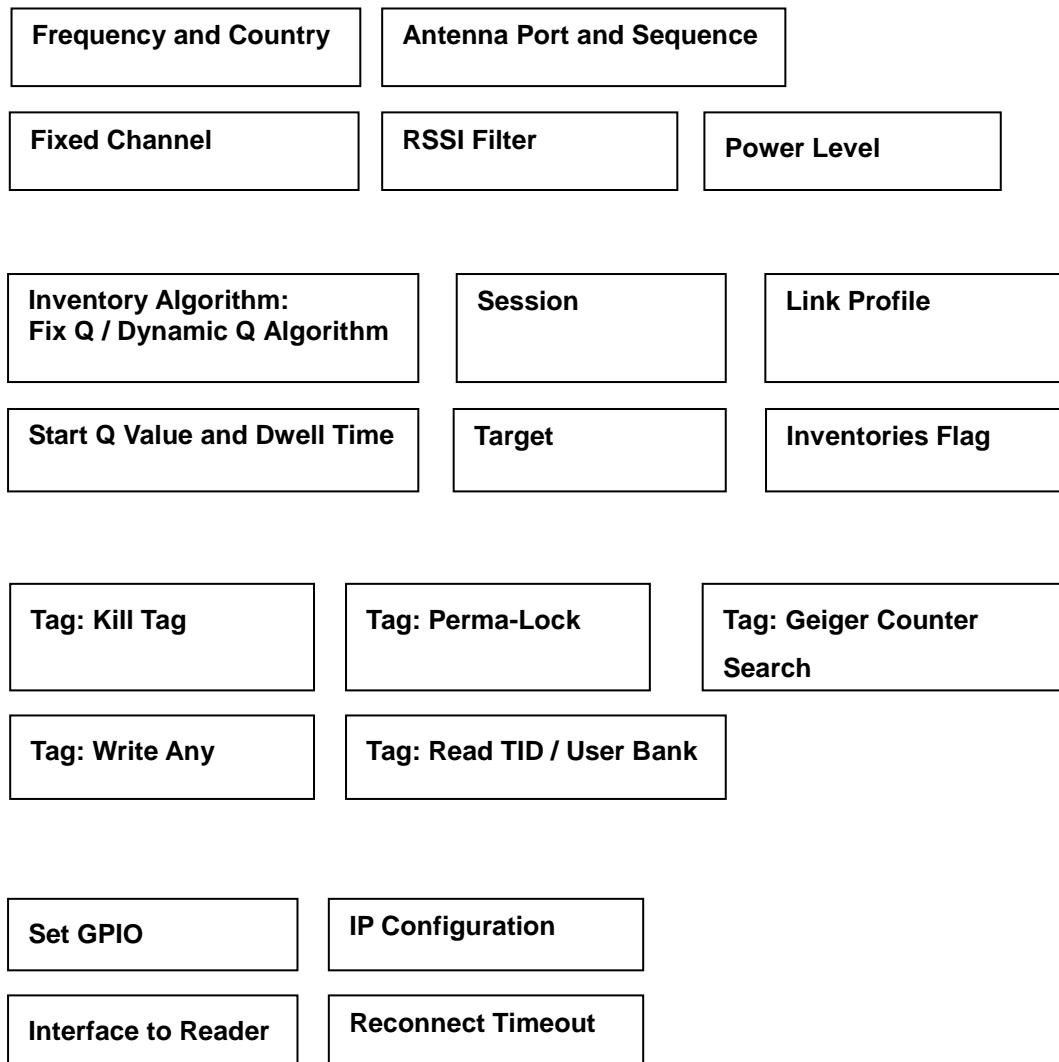 Frequency and Country
Antenna Port and Sequence
Fixed Channel
RSSI Filter
Power Level
Inventory Algorithm:
Fix Q / Dynamic Q Algorithm
Session
Link Profile
Start Q Value and Dwell Time
Target
Inventories Flag
Tag: Kill Tag
Tag: Perma-Lock
Tag: Geiger Counter
Search
Tag: Write Any
Tag: Read TID / User Bank
Set GPIO
IP Configuration
Interface to Reader
Reconnect Timeout